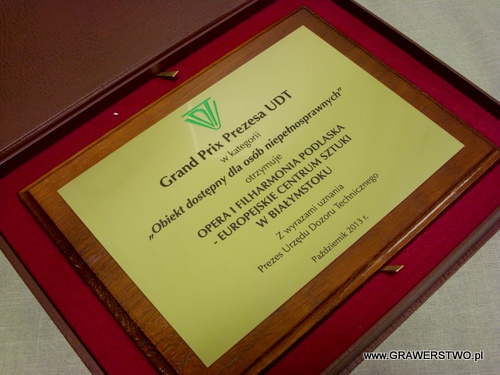 Grand Prix Prezesa UDT
w kategorii
„Obiekt dostępny dla osób niepełnosprawnych”
otrzymuje
OPERA I FILHARMONIA PODLASKA
- EUROPEJSKIE CENTRUM SZTUKI
W BIAŁYMSTOKU
Z wyrazami uznania
Prezes Urzędu Dozoru Technicznego
Październik 2013 r.
www.GRAWERSTWO.pl